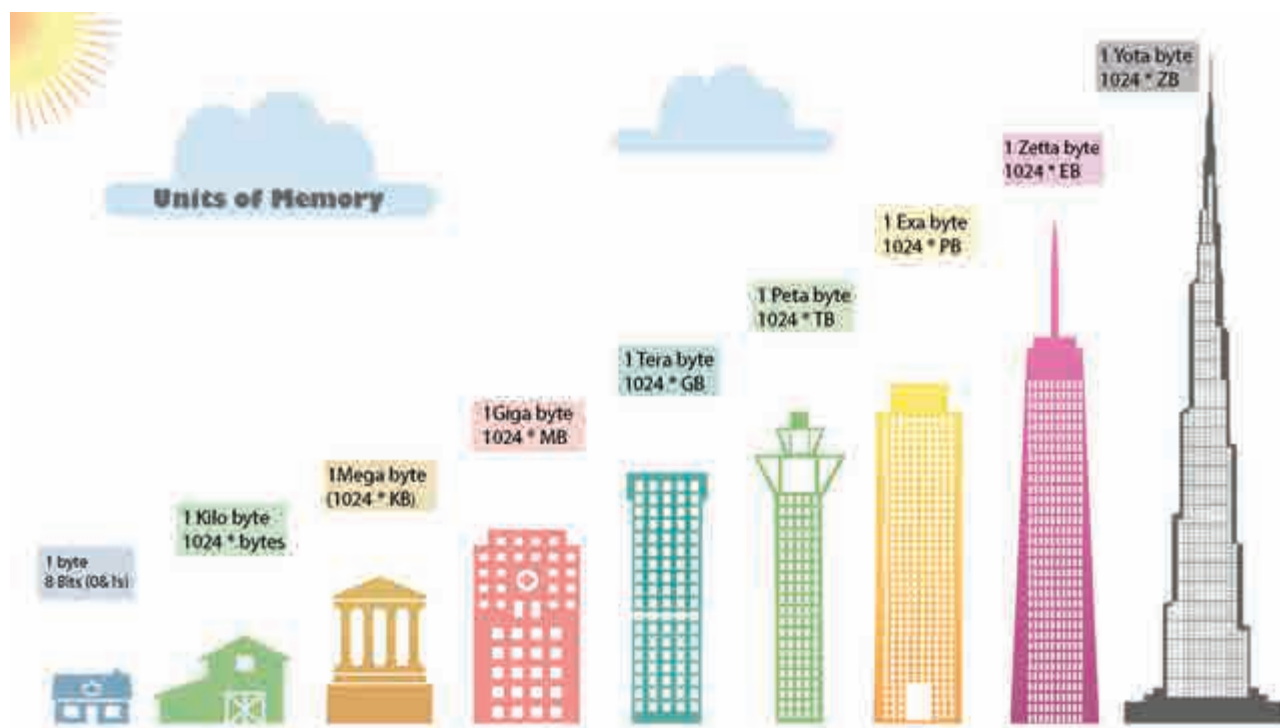 Units of Memory
1 byte
8 Bits (0& 1s)
1 Kilo byte
1024 * bytes
1Mega byte
(1024 * KB)
1Giga byte
1024 * MB
1 Tera byte
1024 * GB
1 Peta byte
1024 * TB
1 Exa byte
1024 * PB
1 Zetta byte
1024 * EB
1 Yota byte
1024 * ZB